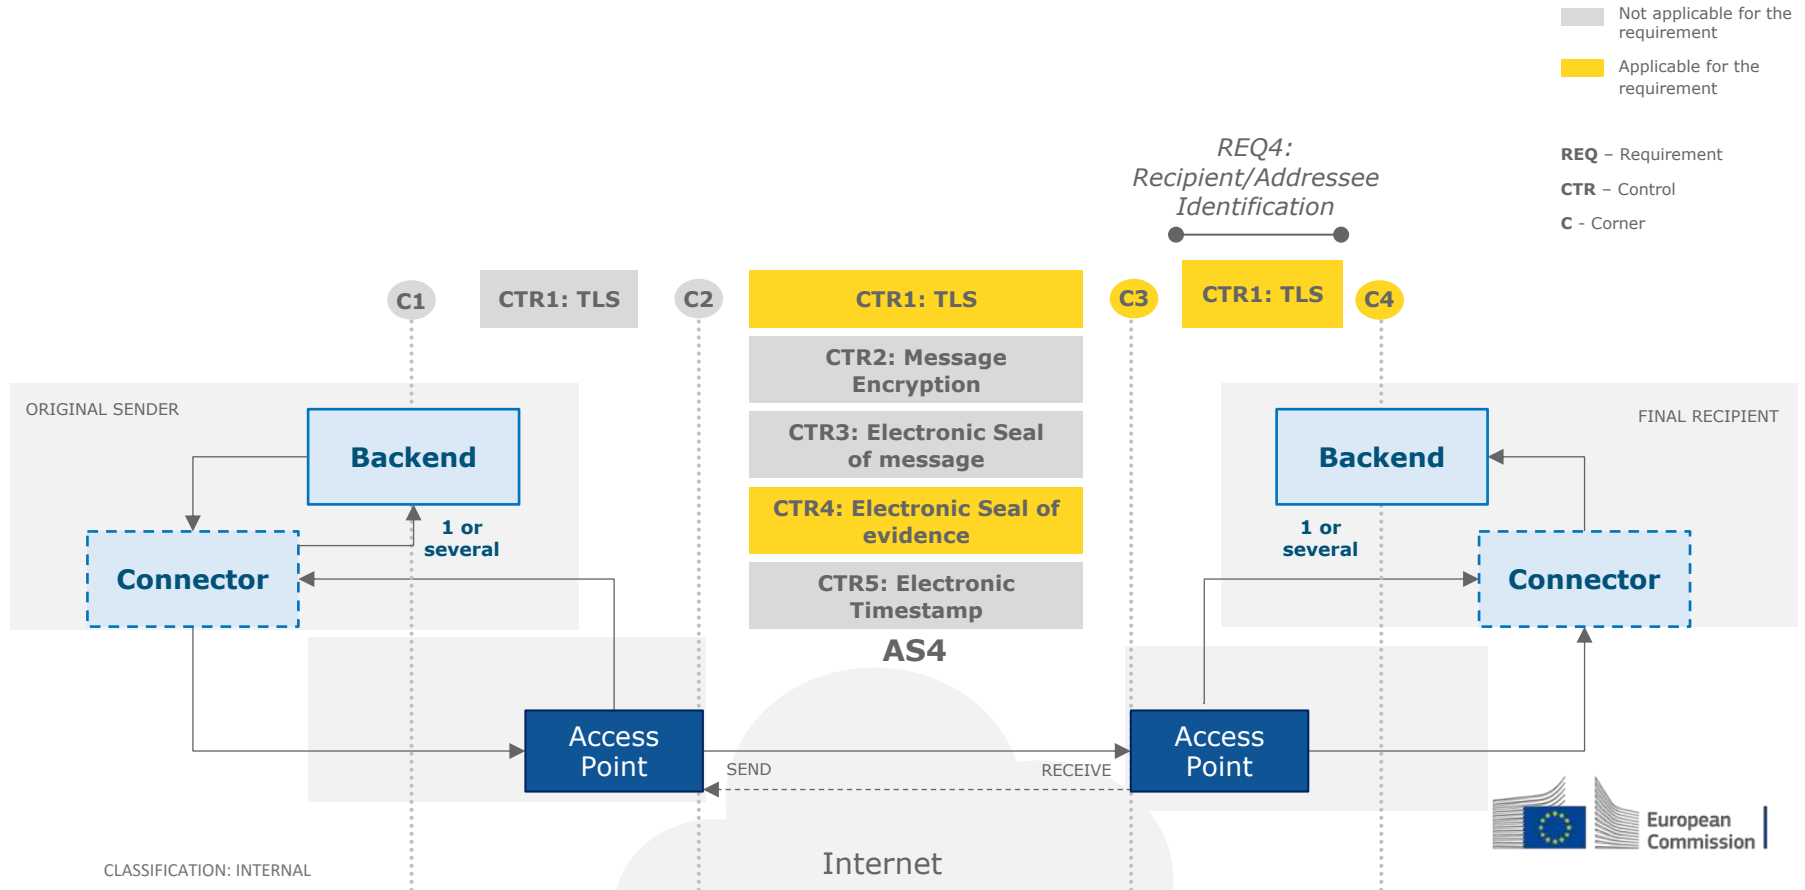 Not applicable for the
requirement
Applicable for the
requirement
REQ – Requirement
CTR – Control
C - Corner
REQ4:
Recipient/Addressee
Identification
C1
CTR1: TLS
C2
CTR1: TLS
C3
CTR1: TLS
C4
CTR2: Message
Encryption
CTR3: Electronic Seal
of message
CTR4: Electronic Seal of
evidence
CTR5: Electronic
Timestamp
AS4
ORIGINAL SENDER
Backend
1 or
several
Connector
Access
Point
SEND
RECEIVE
Access
Point
FINAL RECIPIENT
Backend
1 or
several
Connector
Internet
European
Commission
CLASSIFICATION: INTERNAL